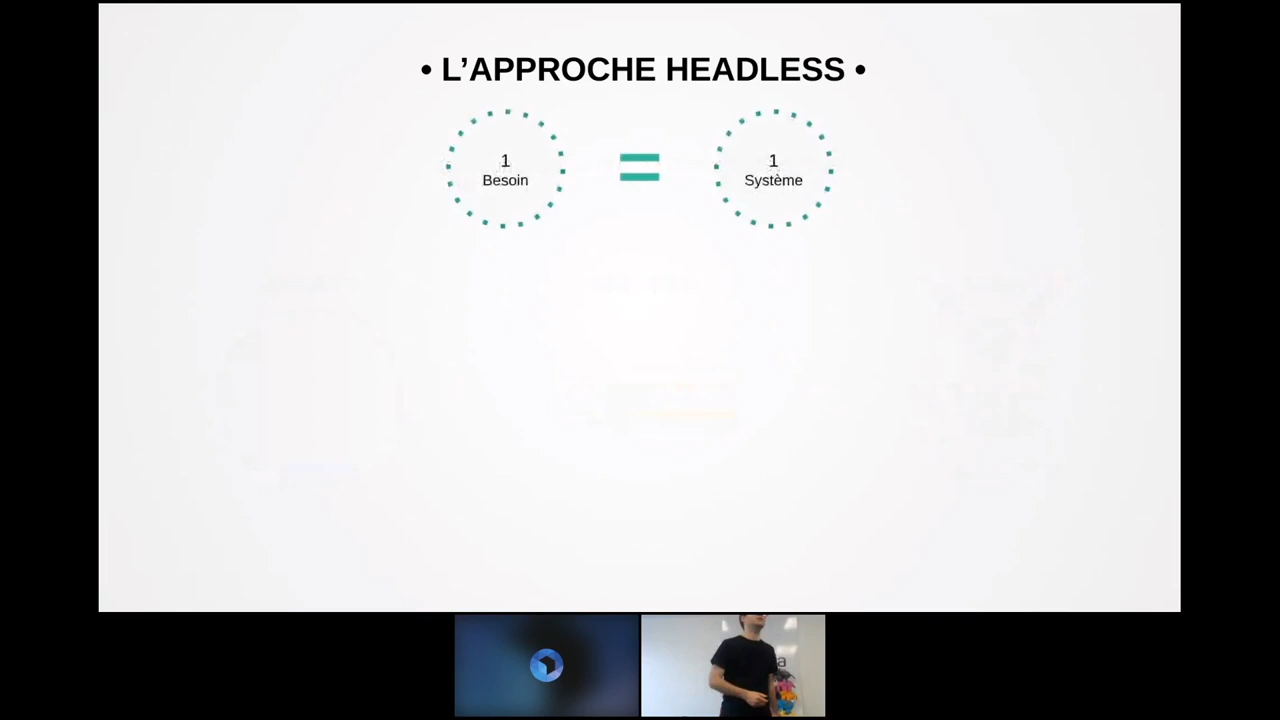 • L’APPROCHE HEADLESS •
1
Besoin
1
Système
a